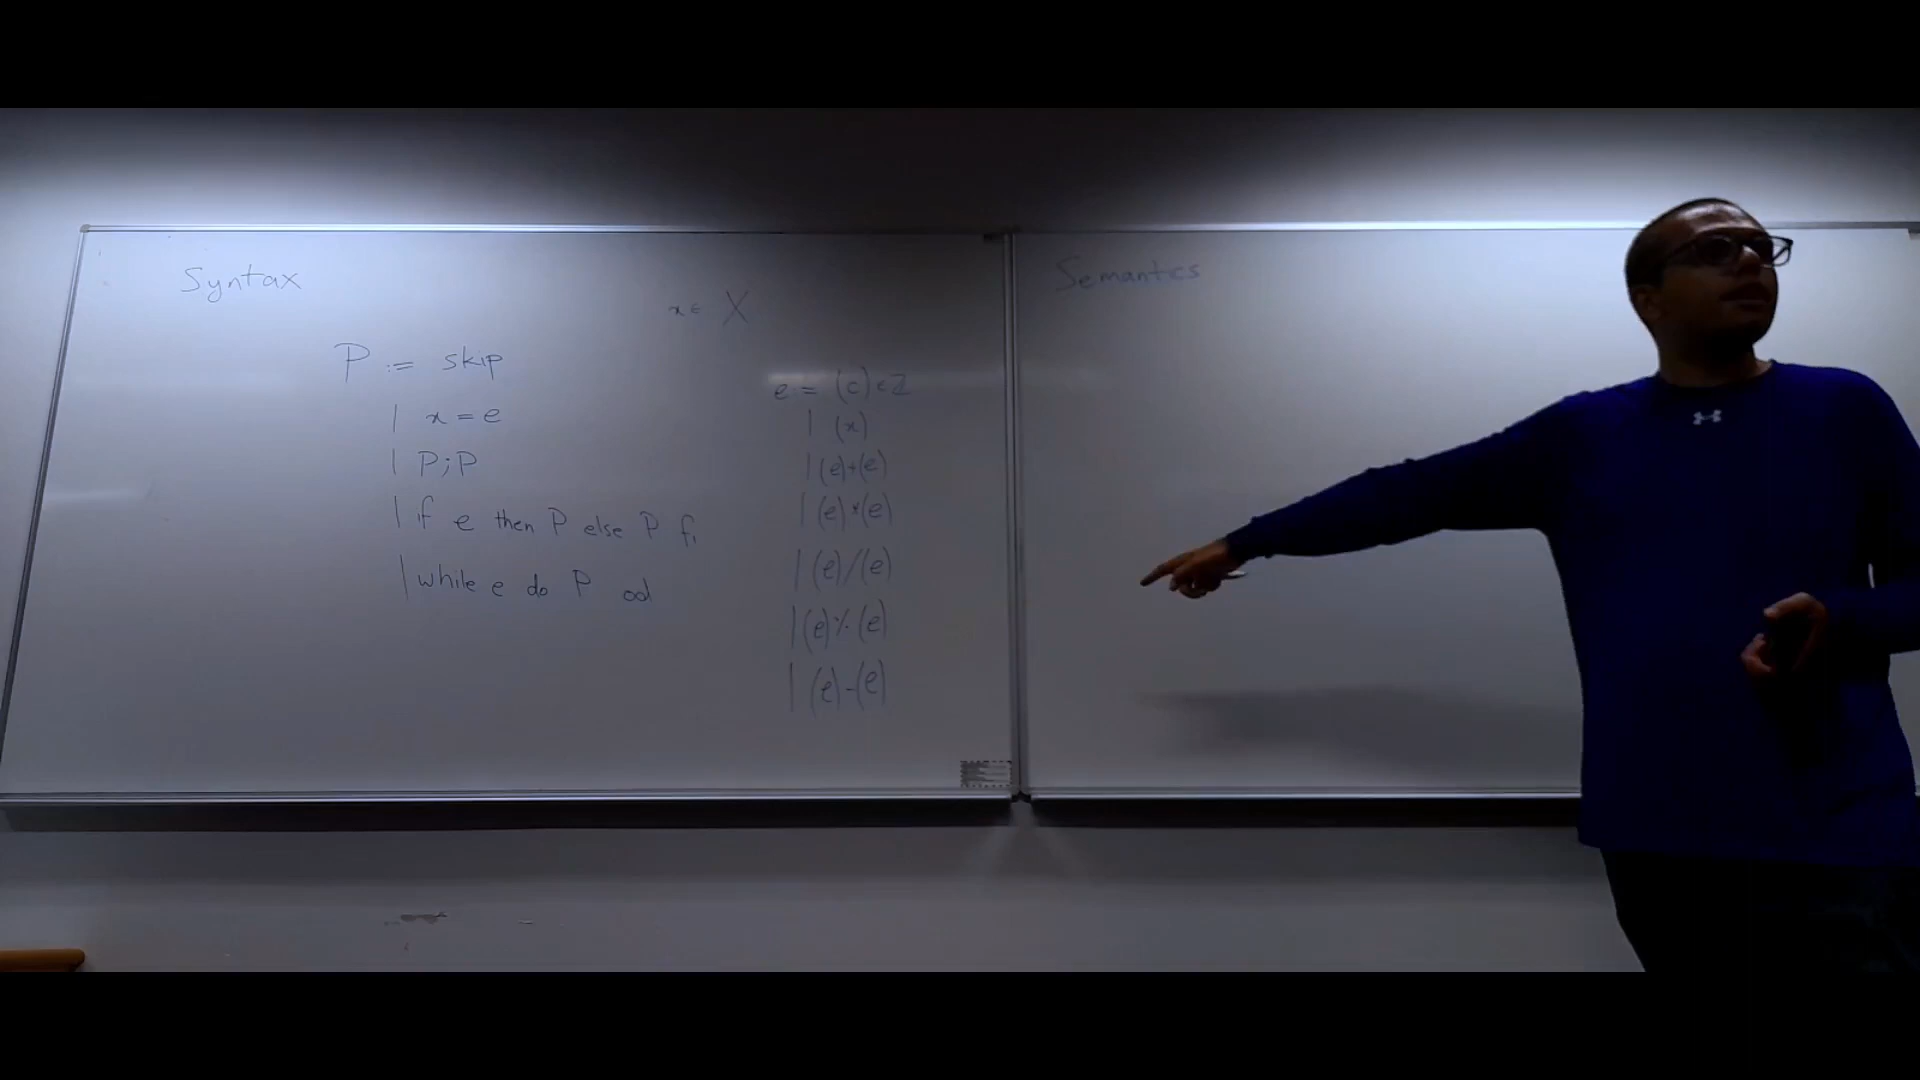 Syntax
x ∈ X
P := skip
| x = e
| P;P
| if e then P else P fi
| while e do P od
e := (c) ∈ ℤ
| (x)
| (e)+(e)
| (e)*(e)
| (e)/(e)
| (e)%(e)
| (e)-(e)
Semantics